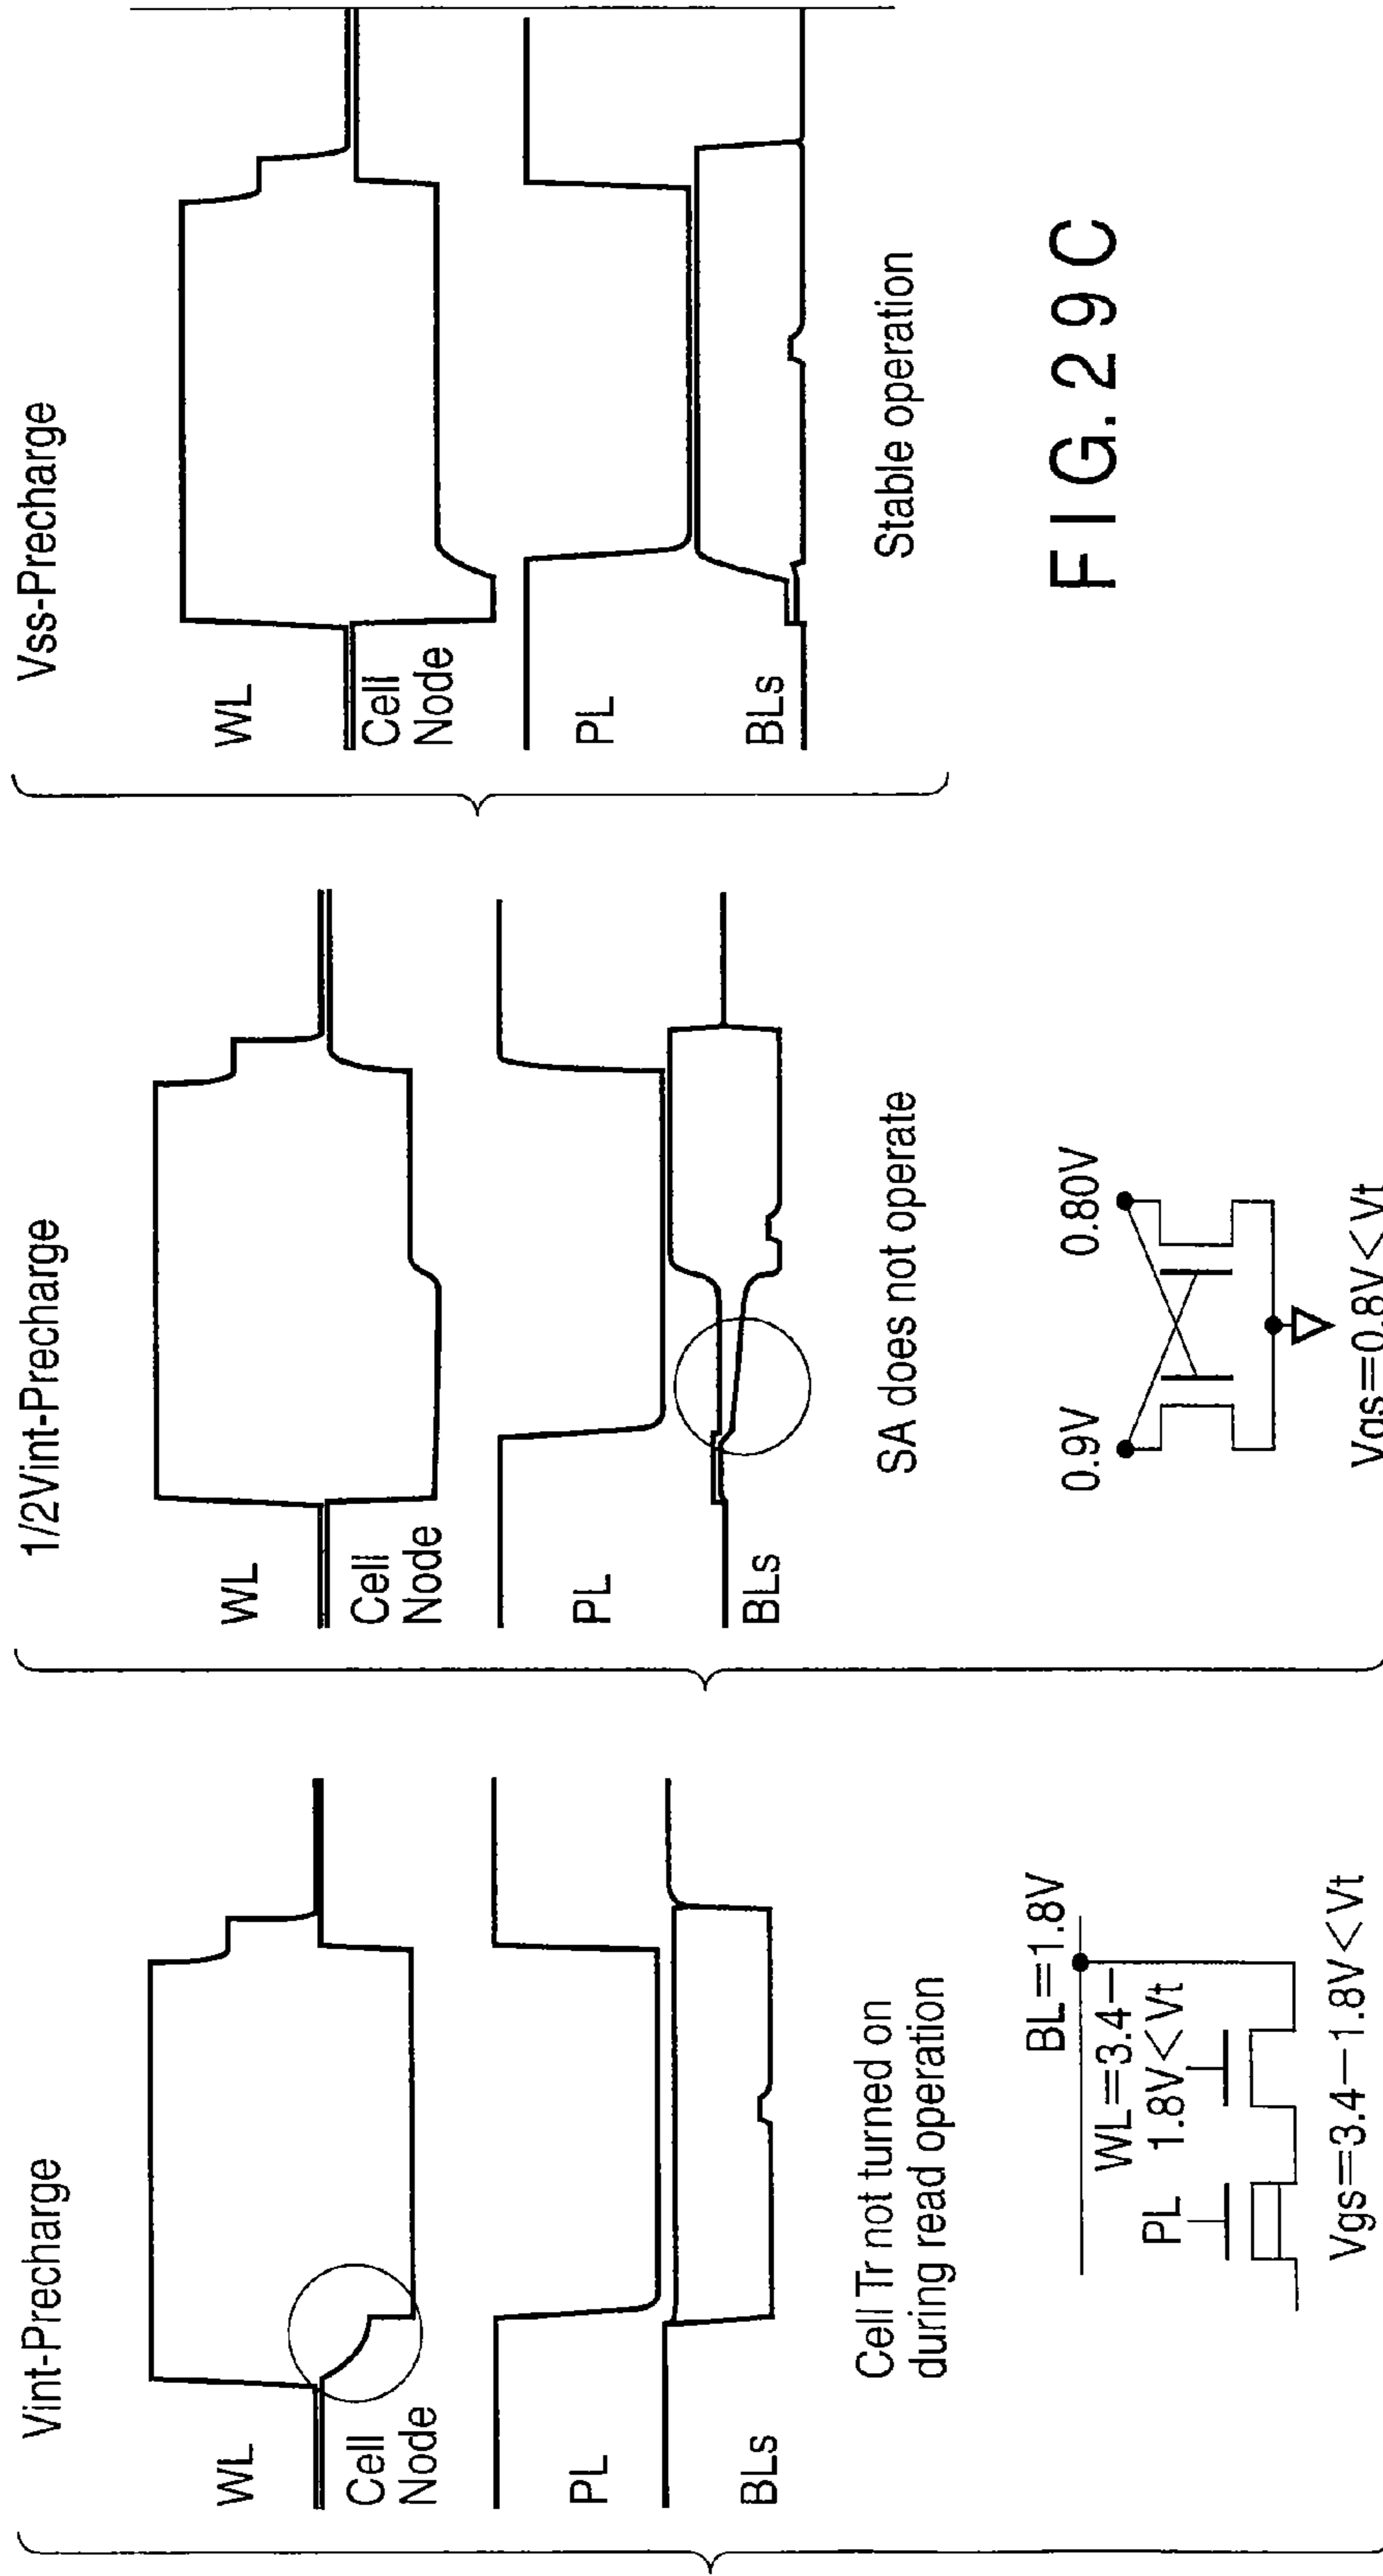 Vint-Precharge
WL
Cell
Node
PL
BLs
Cell Tr not turned on
during read operation
BL=1.8V
WL=3.4−
1.8V<Vt
PL
Vgs=3.4−1.8V<Vt
1/2Vint-Precharge
WL
Cell
Node
PL
BLs
SA does not operate
0.9V
0.80V
Vgs=0.8V<Vt
Vss-Precharge
WL
Cell
Node
PL
BLs
Stable operation
FIG. 29C